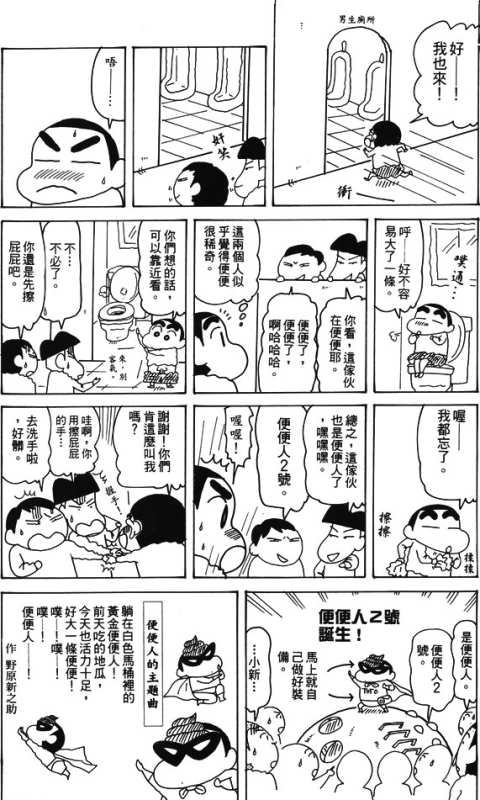 男生廁所
好——！
我也來！
衝
好笑
唔——
呼——好不容
易大了一條。
噗通…
你看，這傢伙
在便便耶。
便便了，
便便了，
啊哈哈哈。
這兩個人似
乎覺得便便
很稀奇。
你們想的話，
可以靠近看。
來，別
客氣。
不…
不必了。
你還是先擦
屁屁吧。
喔——
我都忘了。
擦擦
總之，這傢伙
也是便便人了
，嘿嘿嘿。
便便人2號。
喔喔！
謝謝！你們
肯這麼叫我
嗎？
握手！
哇啊，你
用擦屁屁
的手…
去洗手啦
，好髒。
是便便人。
便便人2
號。
便便人2號
誕生！
馬上就自
己做好裝
備。
…小新…
便便人的主題曲
躺在白色馬桶裡的
黃金便便人！
前天吃的地瓜，
今天也活力十足，
好大一條便便！
噗——！噗——！
噗——！
便便人——！
作 野原新之助